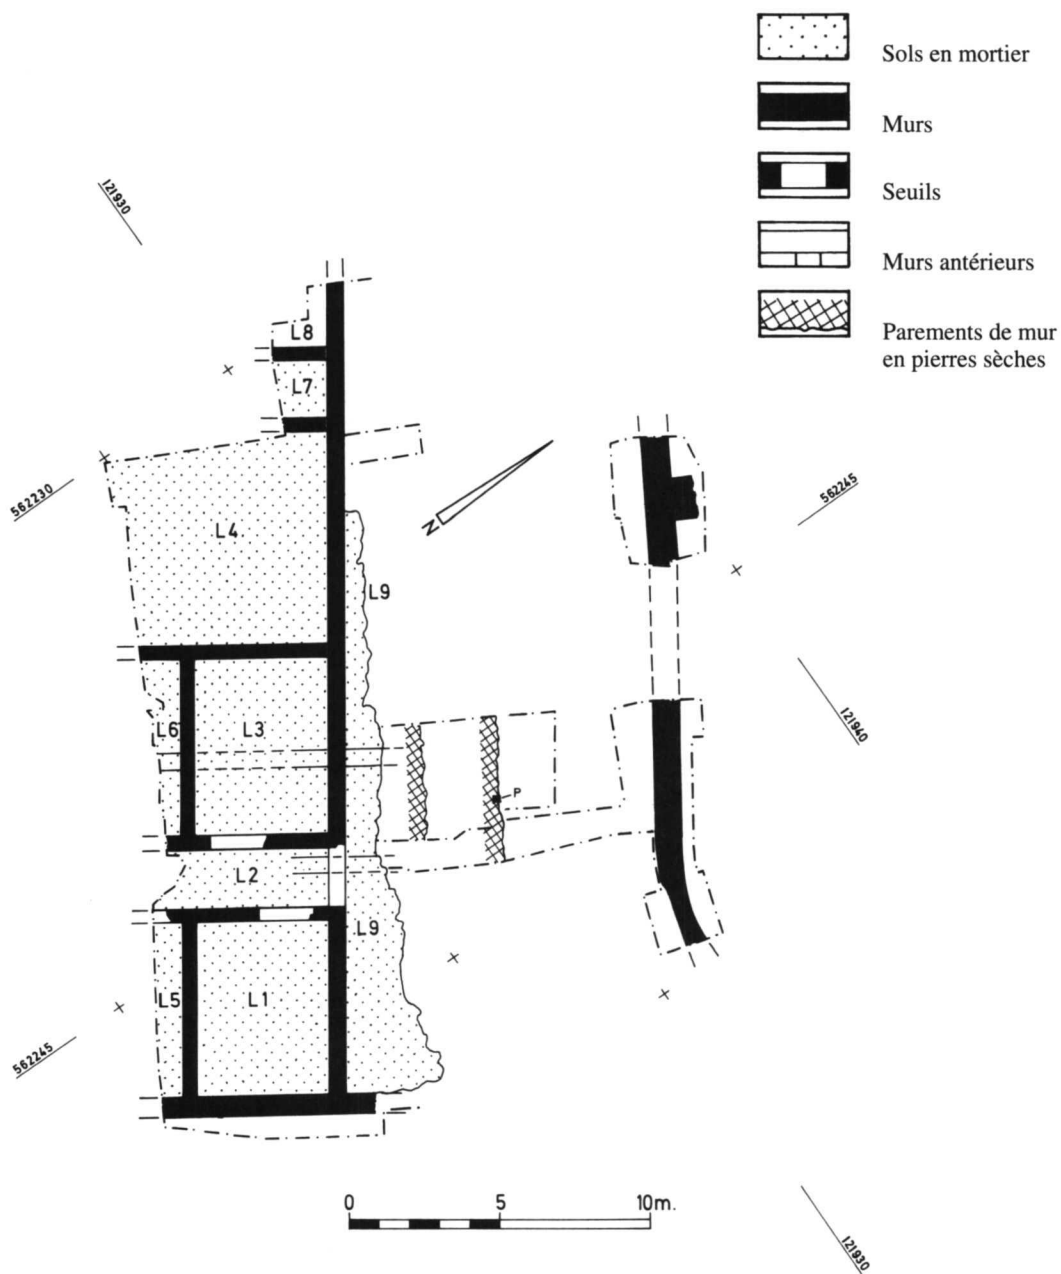 Sols en mortier
Murs
Seuils
Murs antérieurs
Parements de mur
en pierres sèches
121930
L8
L7
562230
L4
N
562245
L9
L6
L3
121940
P
L2
L9
L5
L1
562245
0 5 10m.
121930